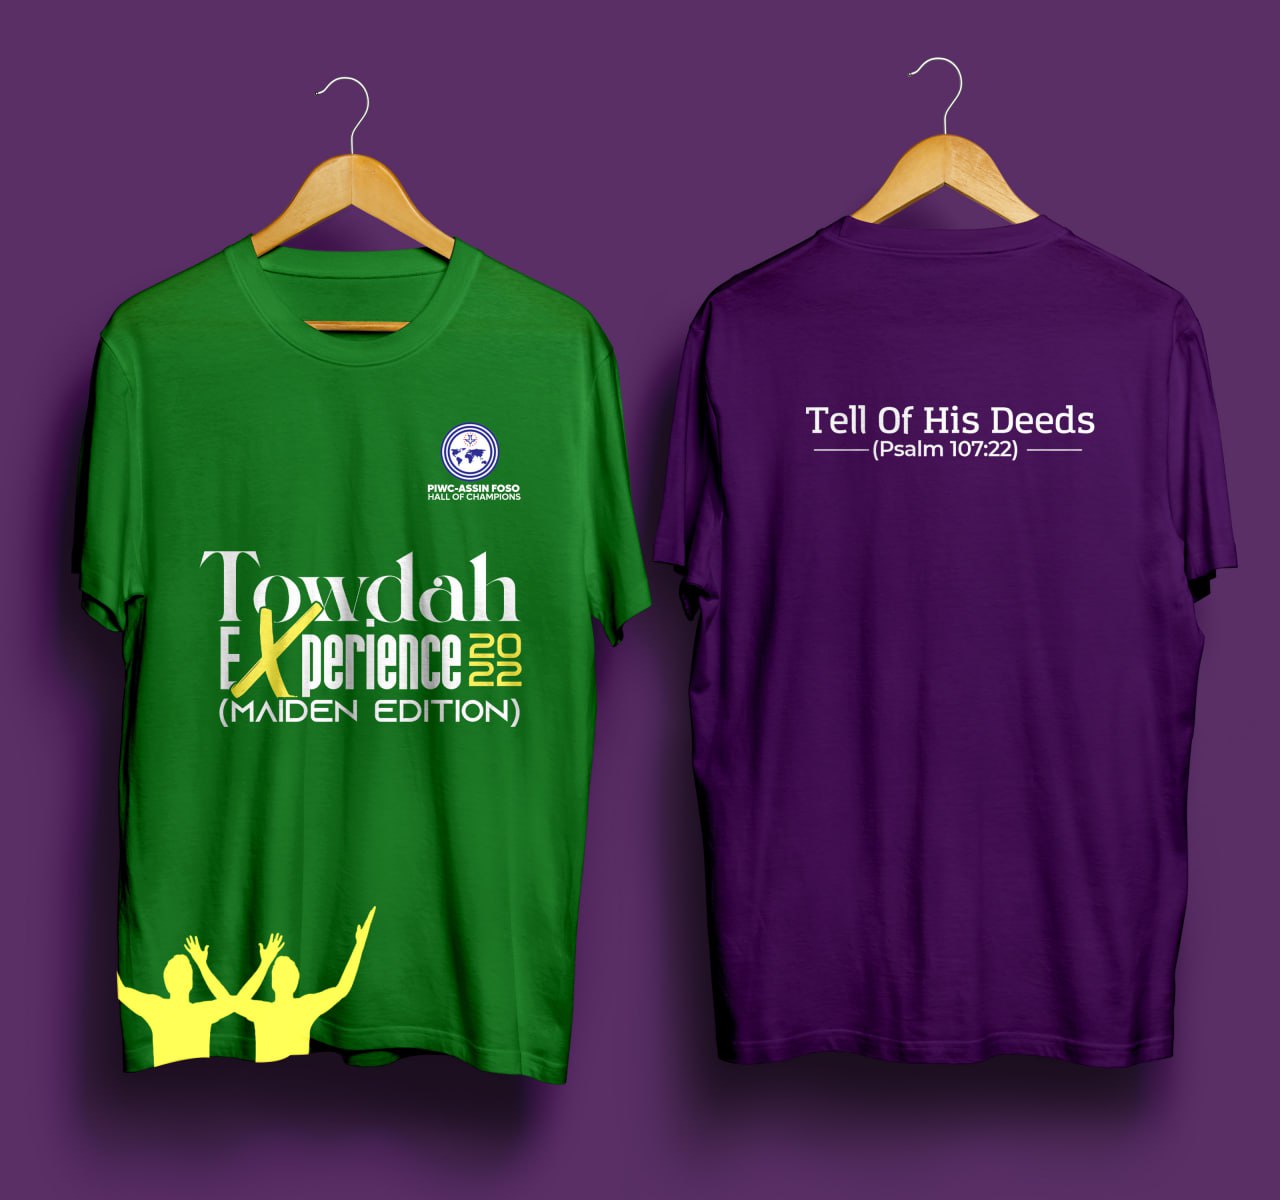 PIWC-ASSIN FOSO
HALL OF CHAMPIONS
Towdah
EXperience 2022
(MAIDEN EDITION)
Tell Of His Deeds
(Psalm 107:22)